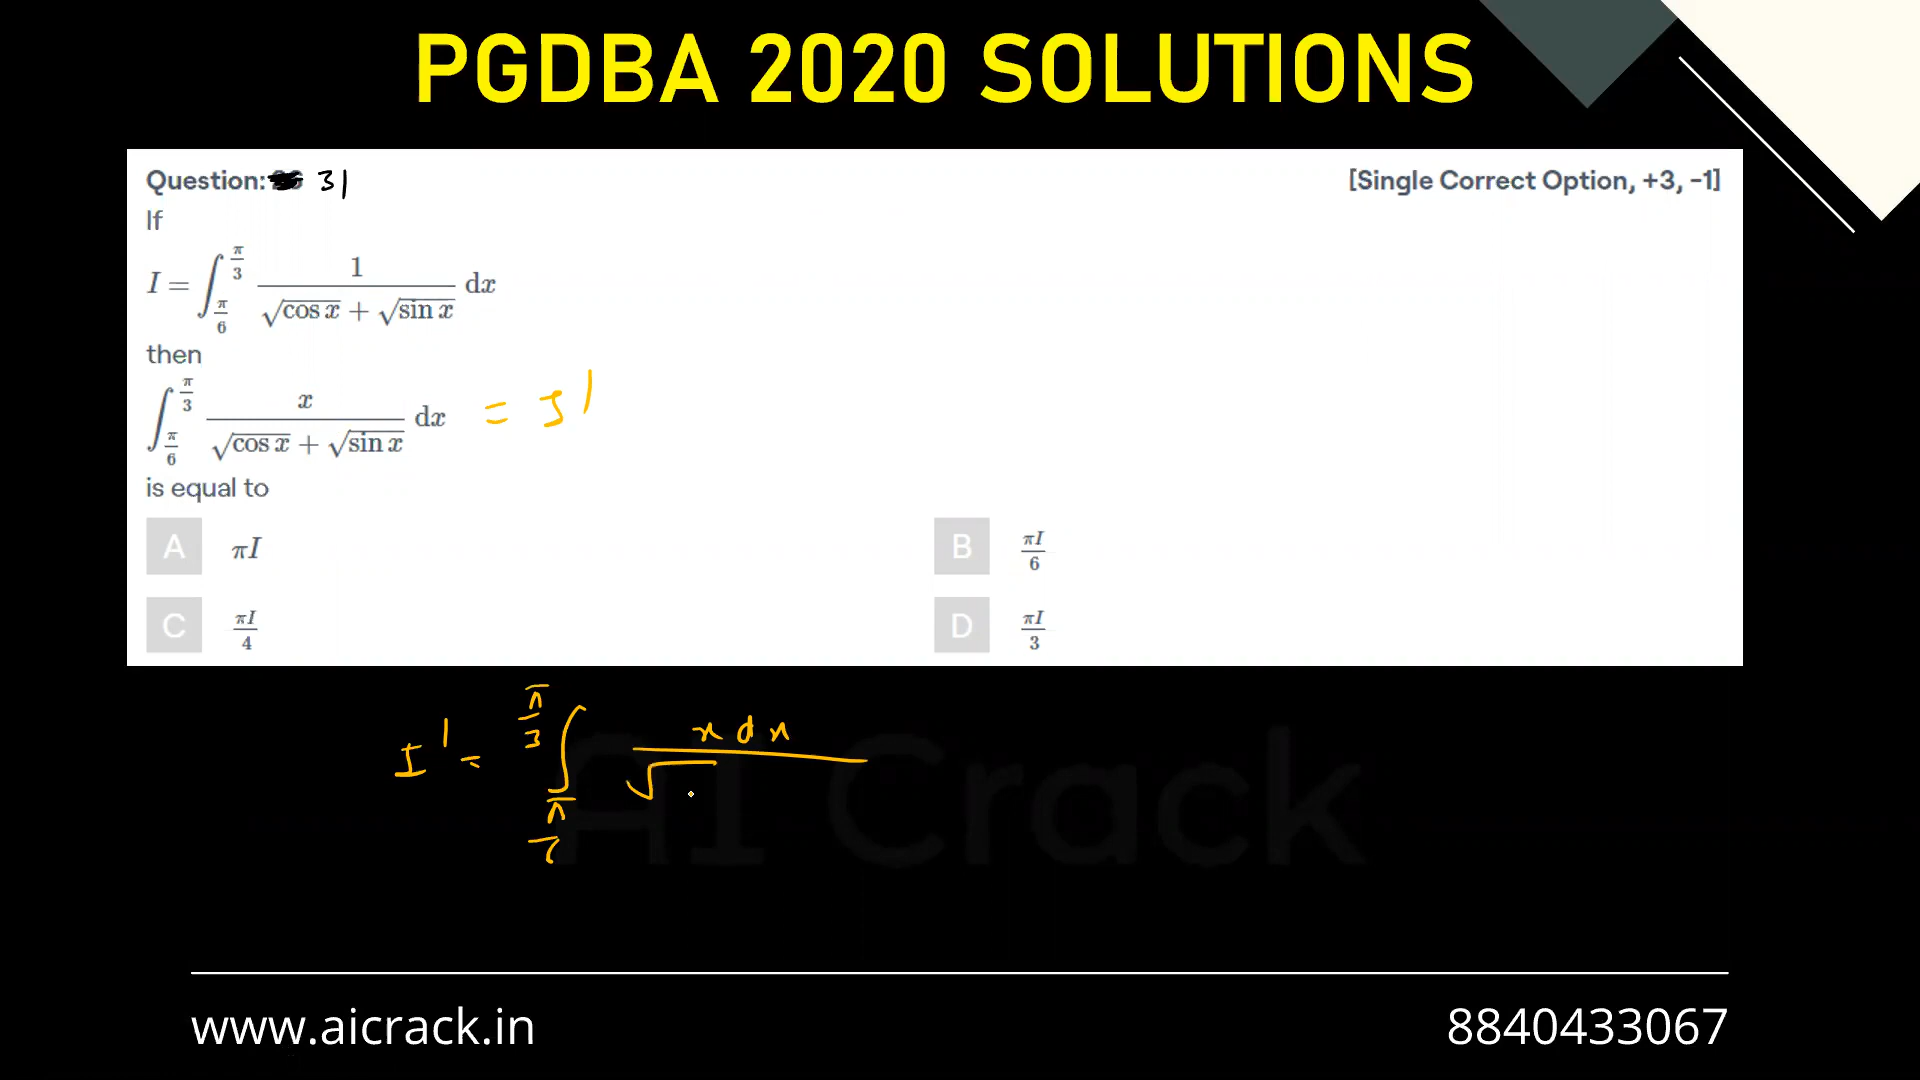 PGDBA 2020 SOLUTIONS
Question: 31 [Single Correct Option, +3, -1]
If
I = ∫_{π/6}^{π/3} 1/(√cos x + √sin x) dx
then
∫_{π/6}^{π/3} x/(√cos x + √sin x) dx = I'
is equal to
A πI B πI/6
C πI/4 D πI/3
I' = ∫ π/3 π/ x dx √
AI Crack
www.aicrack.in 8840433067